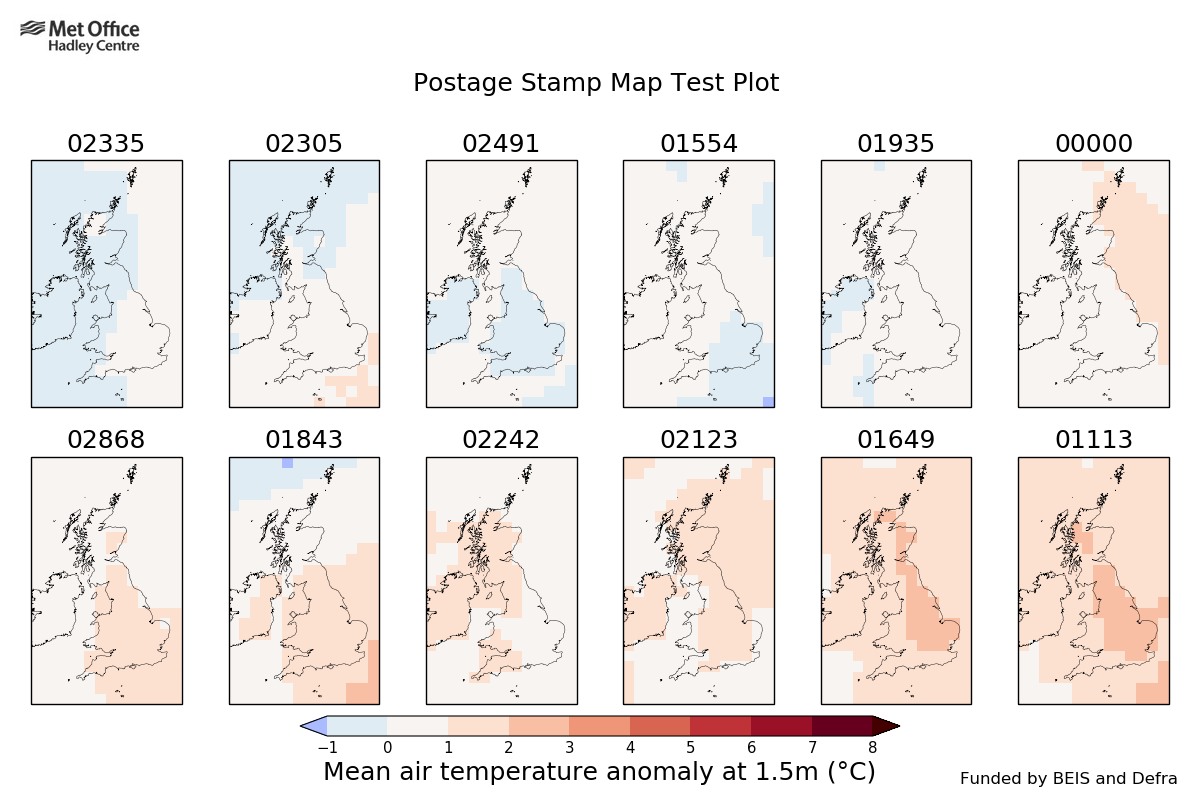 Met Office
Hadley Centre
Postage Stamp Map Test Plot
02335 02305 02491 01554 01935 00000
02868 01843 02242 02123 01649 01113
−1 0 1 2 3 4 5 6 7 8
Mean air temperature anomaly at 1.5m (°C)
Funded by BEIS and Defra